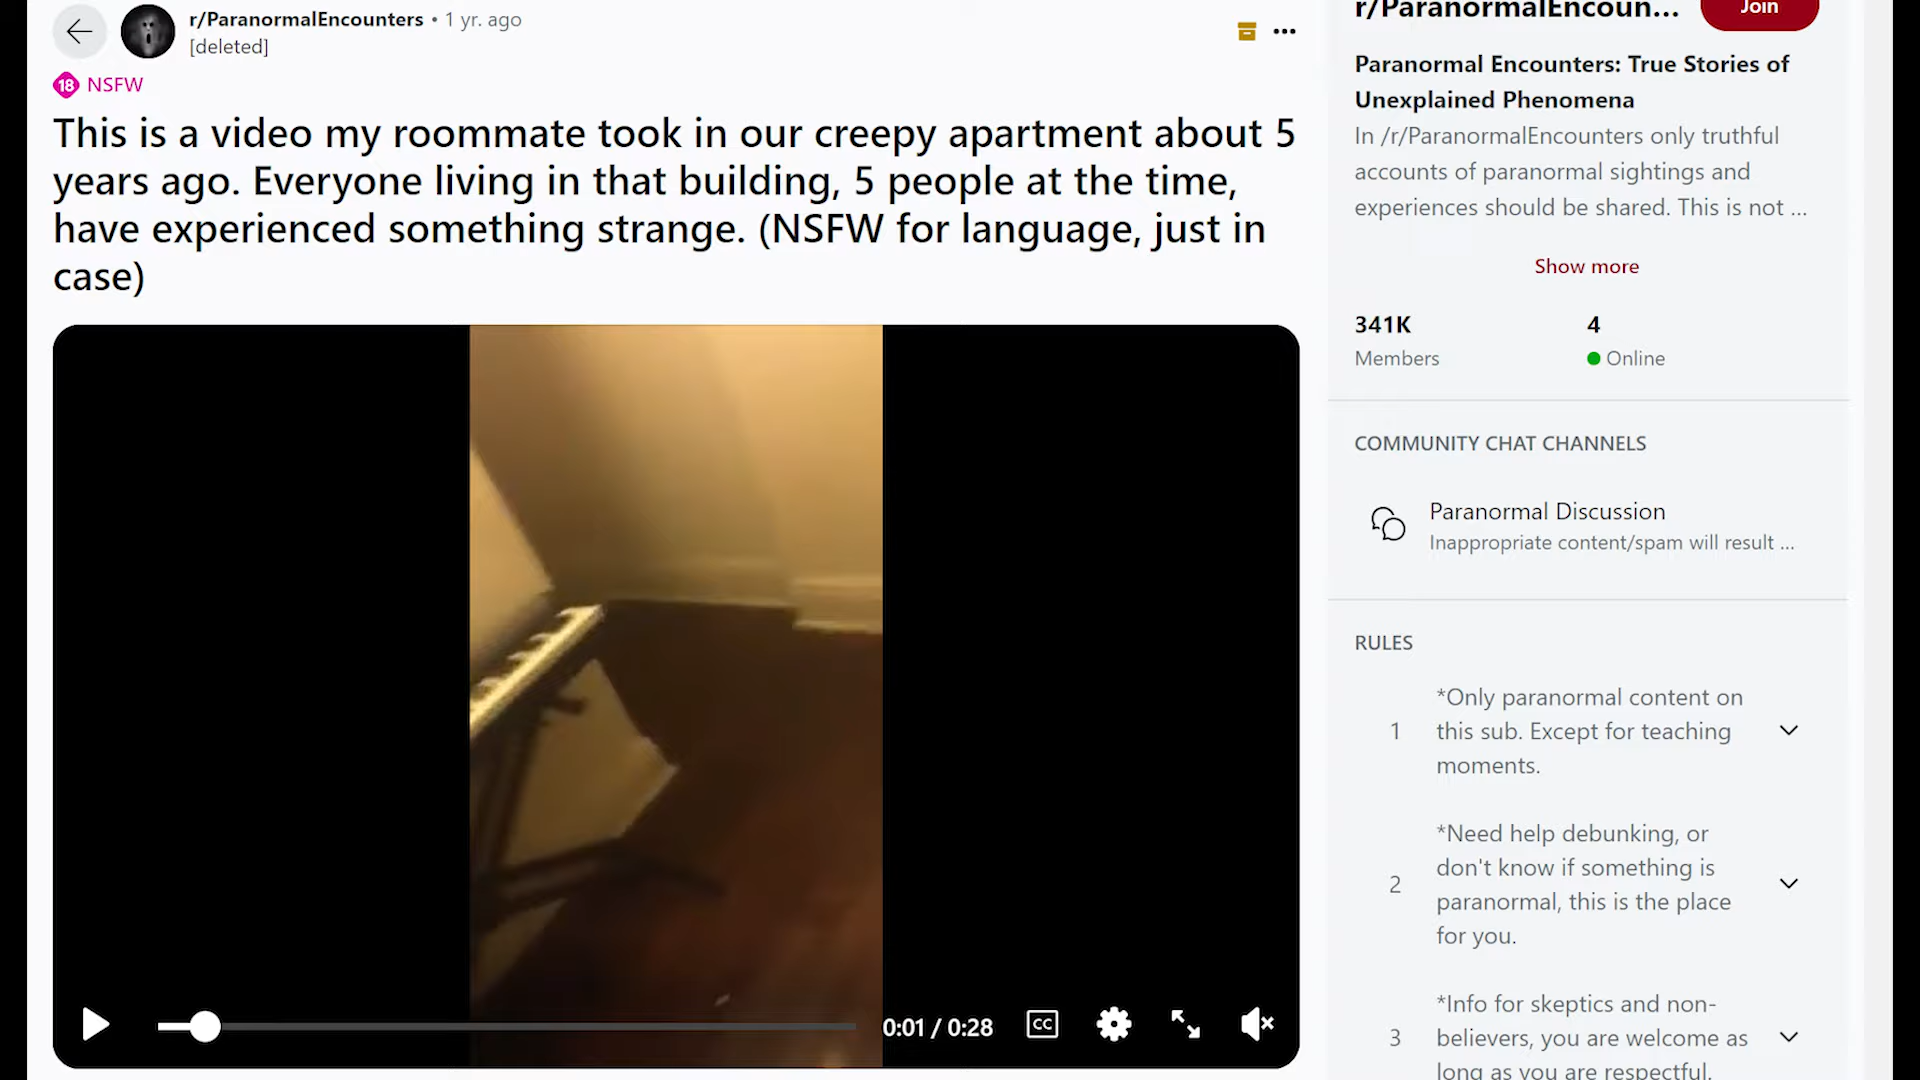 r/ParanormalEncounters • 1 yr. ago
[deleted]
18 NSFW
This is a video my roommate took in our creepy apartment about 5
years ago. Everyone living in that building, 5 people at the time,
have experienced something strange. (NSFW for language, just in
case)
0:01 / 0:28
CC
r/ParanormalEncoun...
Join
Paranormal Encounters: True Stories of
Unexplained Phenomena
In /r/ParanormalEncounters only truthful
accounts of paranormal sightings and
experiences should be shared. This is not ...
Show more
341K
4
Members
Online
COMMUNITY CHAT CHANNELS
Paranormal Discussion
Inappropriate content/spam will result ...
RULES
*Only paranormal content on
1 this sub. Except for teaching
moments.
*Need help debunking, or
don't know if something is
2 paranormal, this is the place
for you.
*Info for skeptics and non-
3 believers, you are welcome as
long as you are respectful.